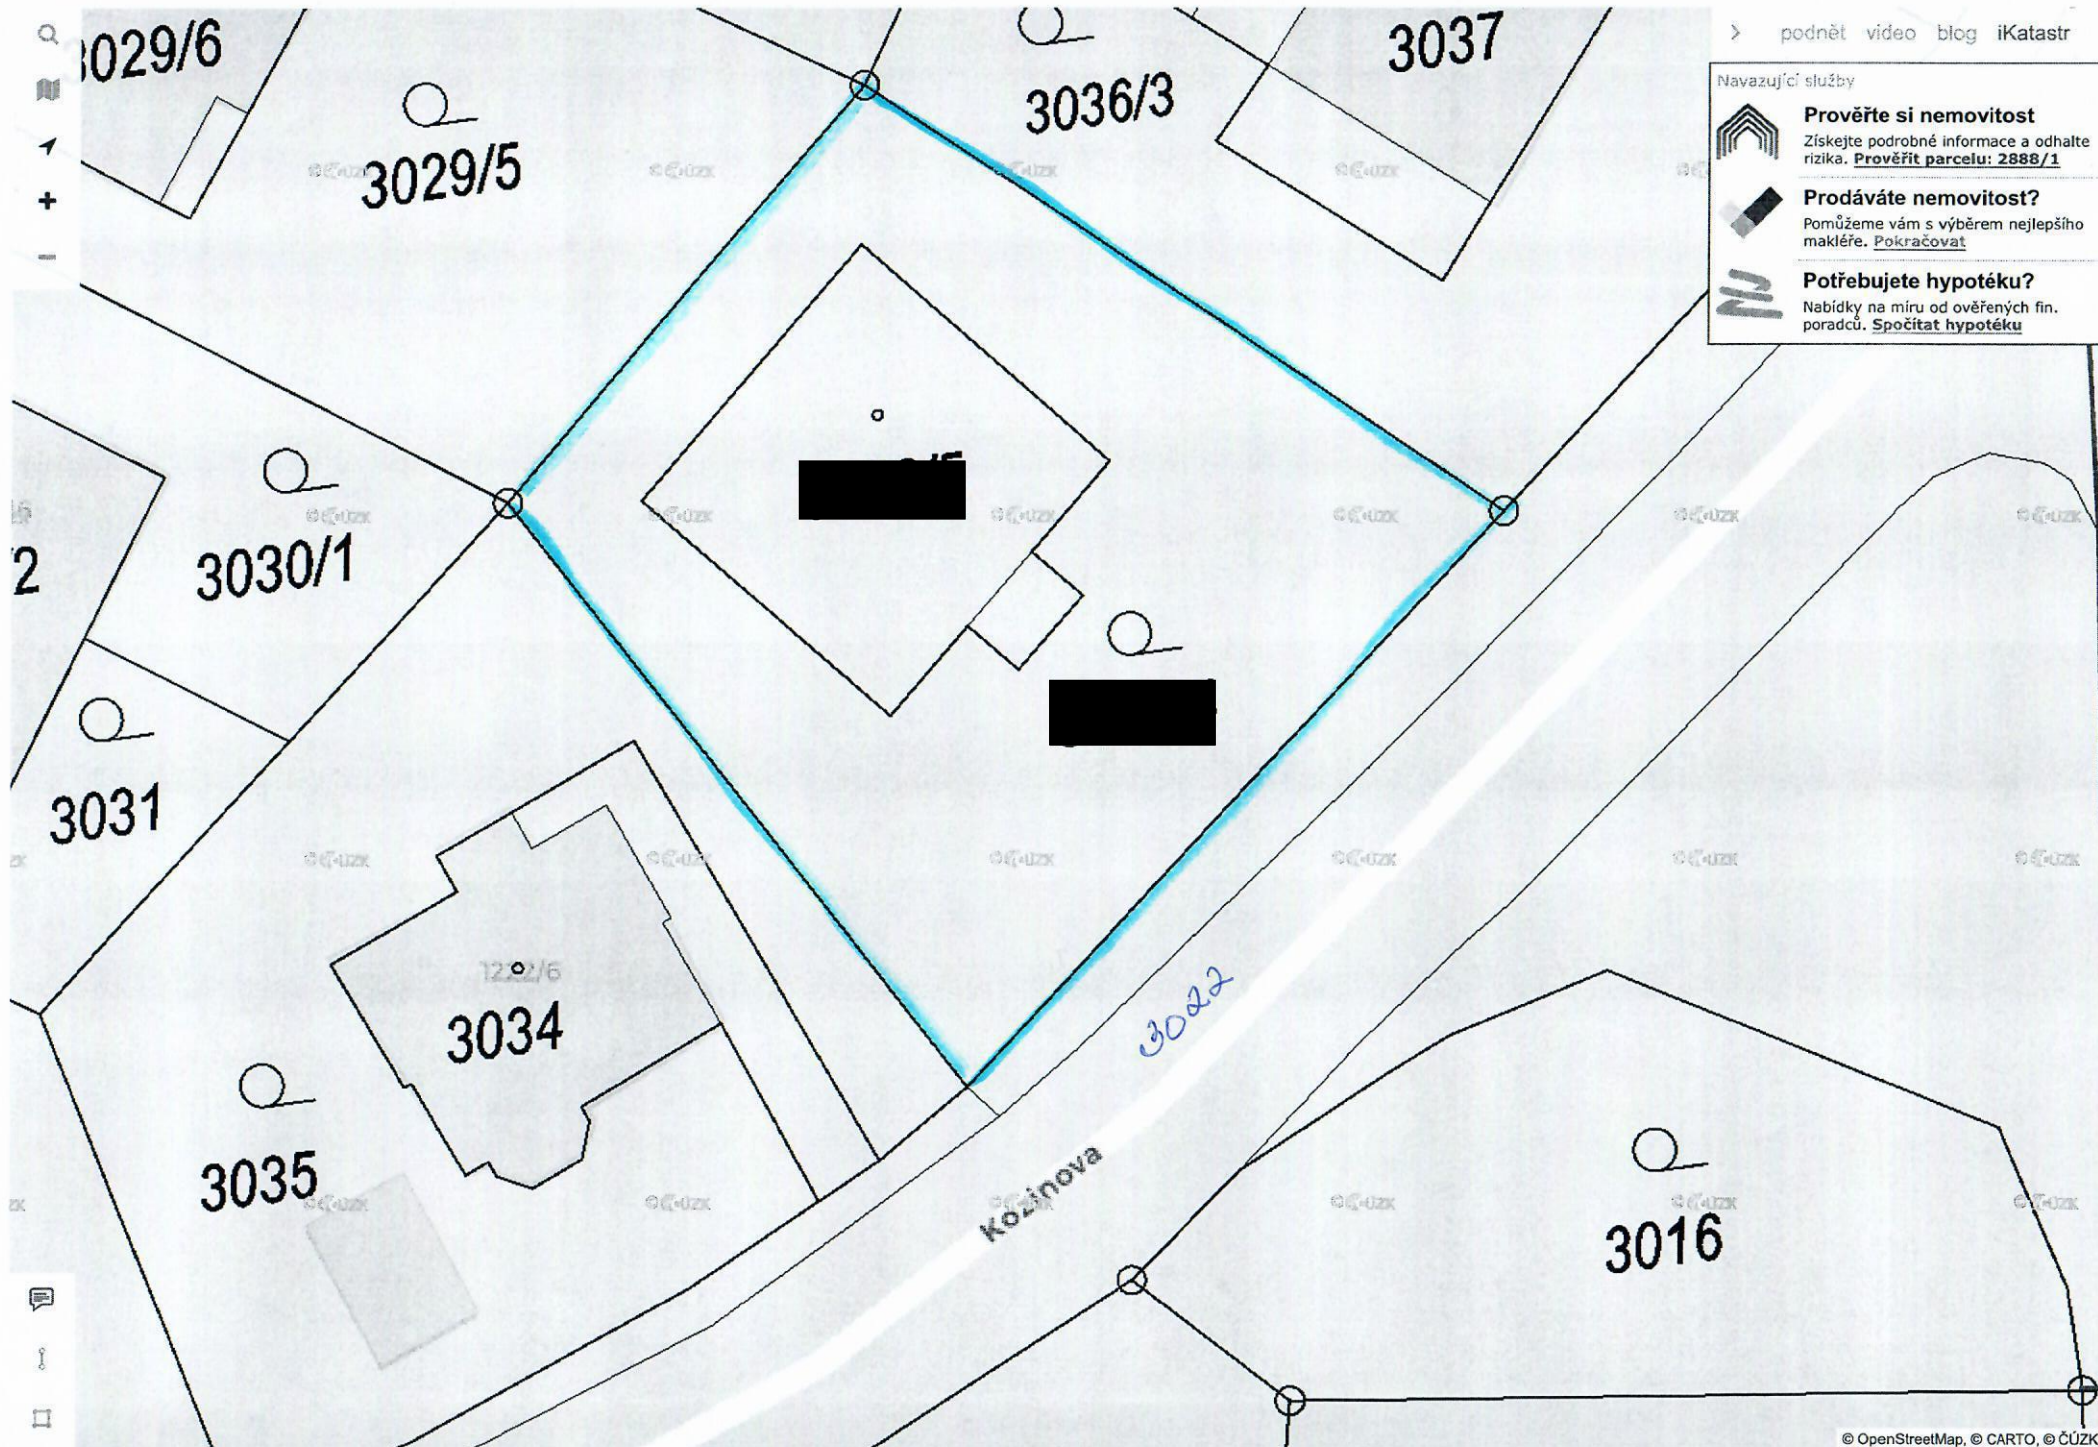 podnět video blog iKatastr
Navazující služby
Prověřte si nemovitost
Získejte podrobné informace a odhalte
rizika. Prověřit parcelu: 2888/1
Prodáváte nemovitost?
Pomůžeme vám s výběrem nejlepšího
makléře. Pokračovat
Potřebujete hypotéku?
Nabídky na míru od ověřených fin.
poradců. Spočítat hypotéku
3029/6
3029/5
3036/3
3037
3030/1
3031
3034
3035
3022
Kozinova
3016
© OpenStreetMap, © CARTO, © ČÚZK